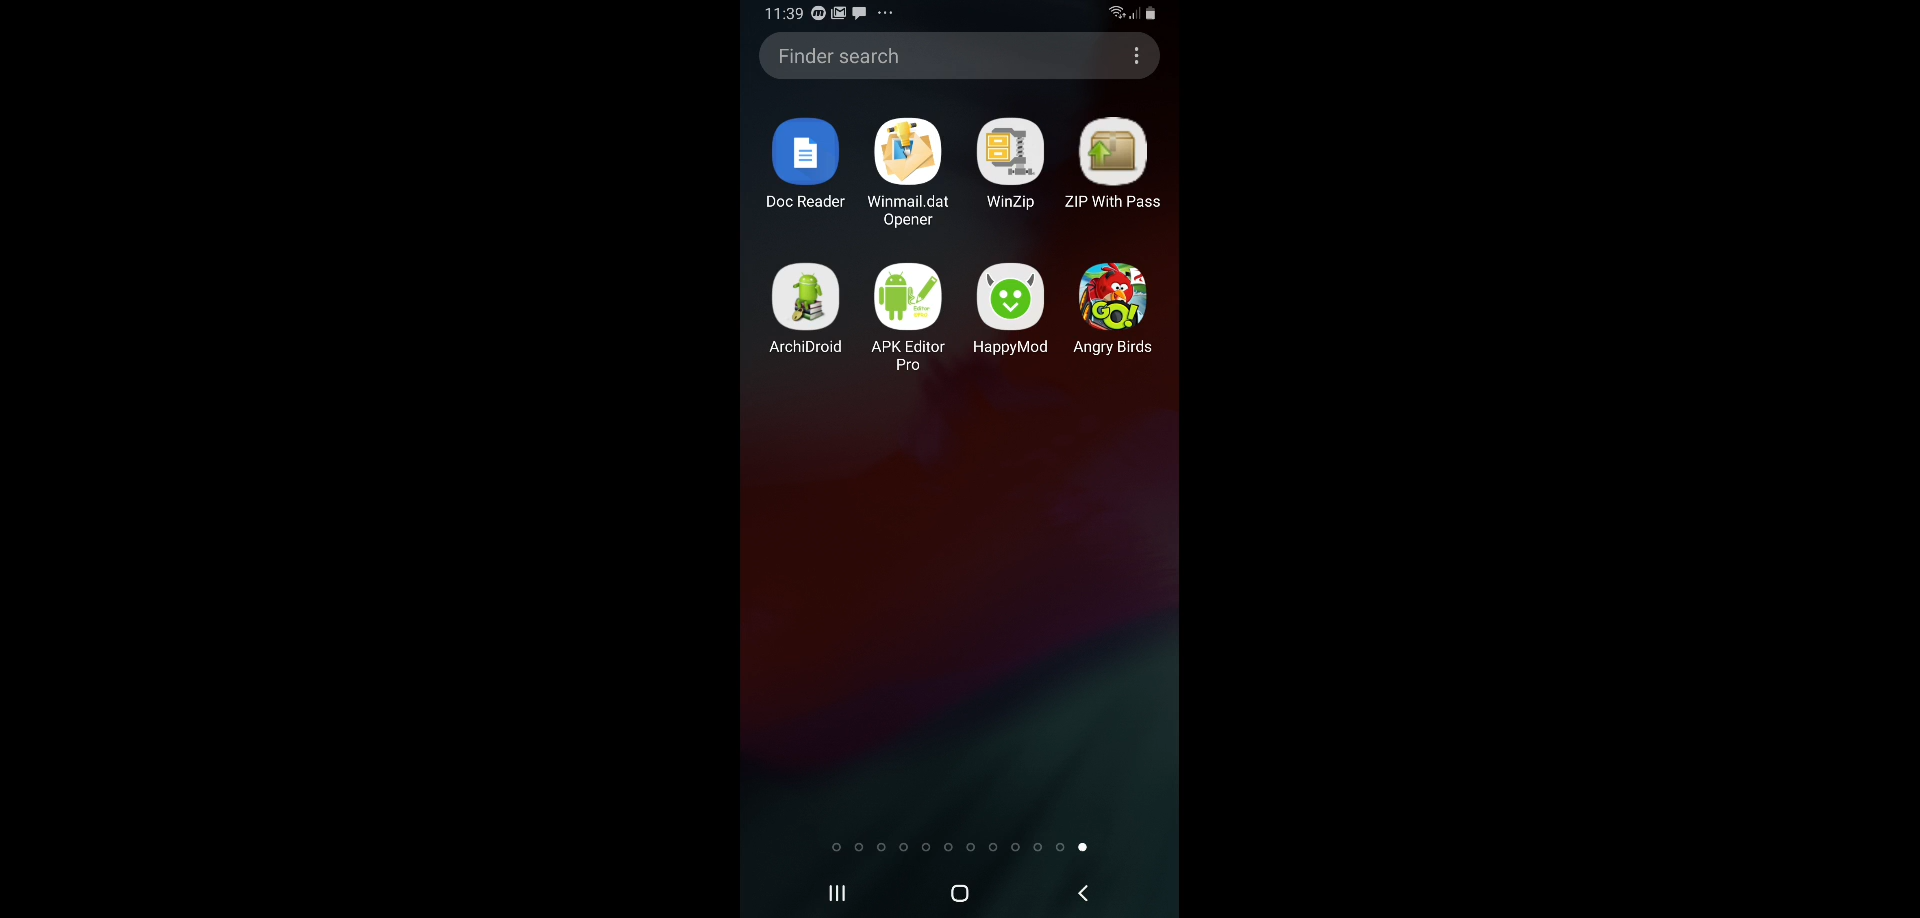 11:39
Finder search
Doc Reader
Winmail.dat
Opener
WinZip
ZIP With Pass
ArchiDroid
APK Editor
Pro
HappyMod
GO!
Angry Birds